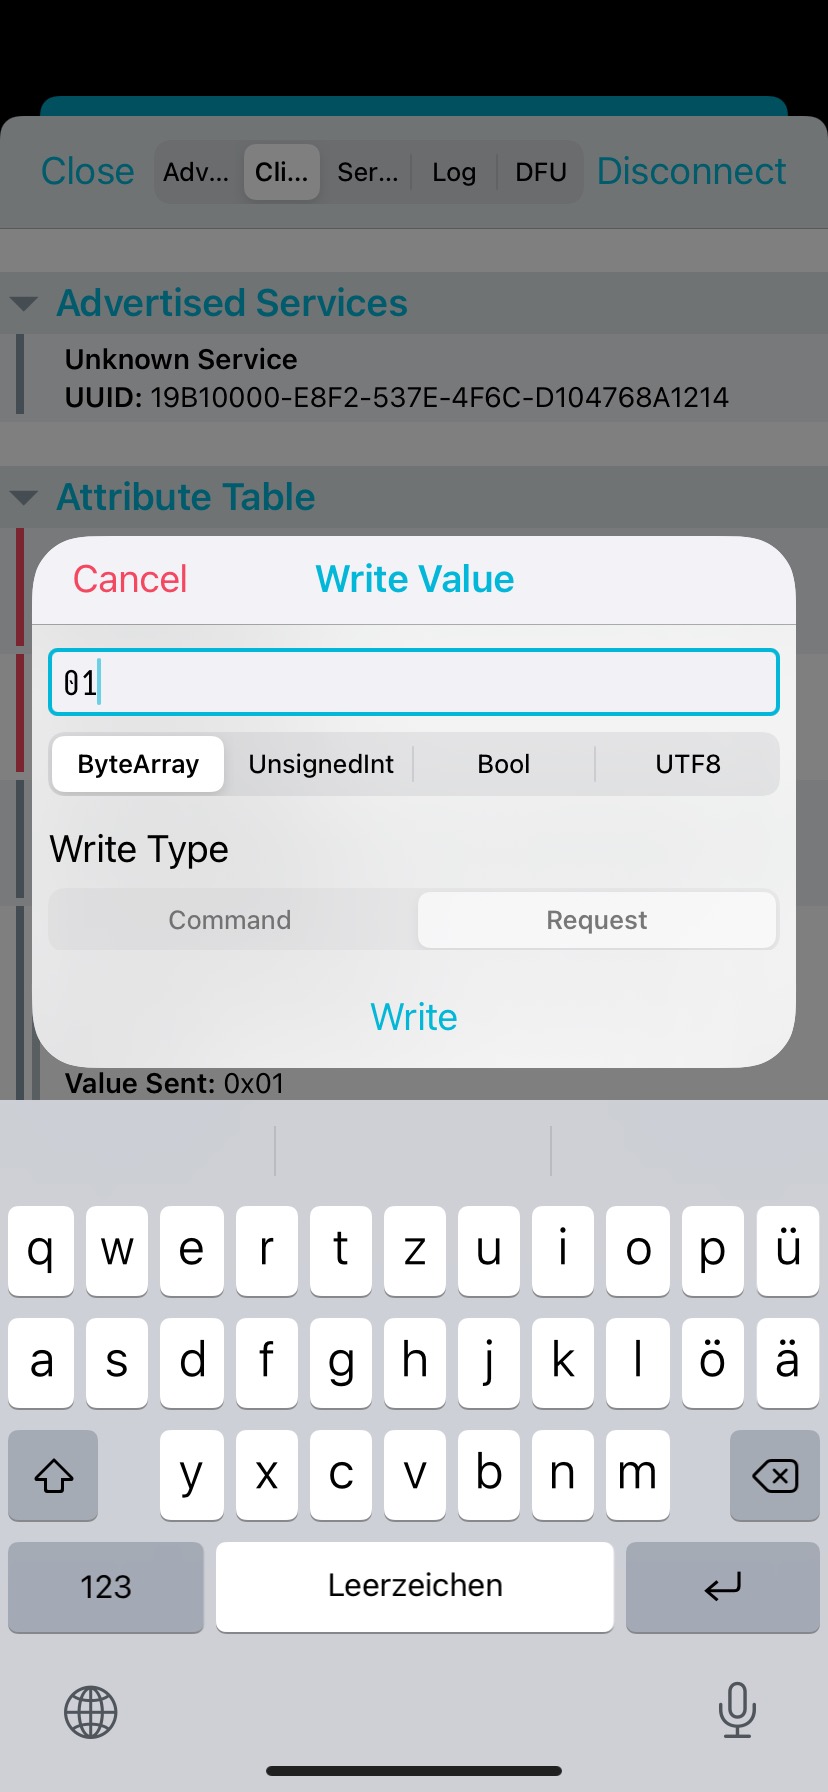 Close Adv... Cli... Ser... Log DFU Disconnect
Advertised Services
Unknown Service
UUID: 19B10000-E8F2-537E-4F6C-D104768A1214
Attribute Table
Cancel Write Value
01
ByteArray UnsignedInt Bool UTF8
Write Type
Command Request
Write
Value Sent: 0x01
q w e r t z u i o p ü
a s d f g h j k l ö ä
y x c v b n m
123 Leerzeichen